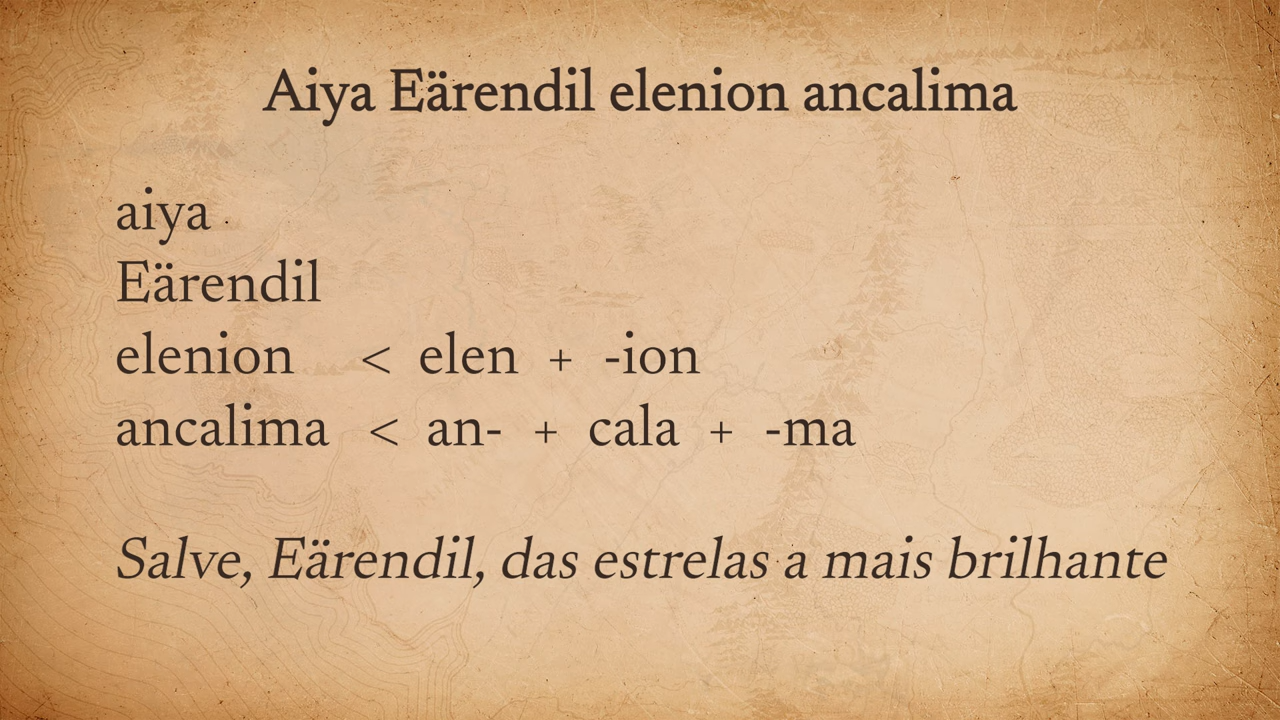 Aiya Eärendil elenion ancalima
aiya
Eärendil
elenion < elen + -ion
ancalima < an- + cala + -ma
Salve, Eärendil, das estrelas a mais brilhante